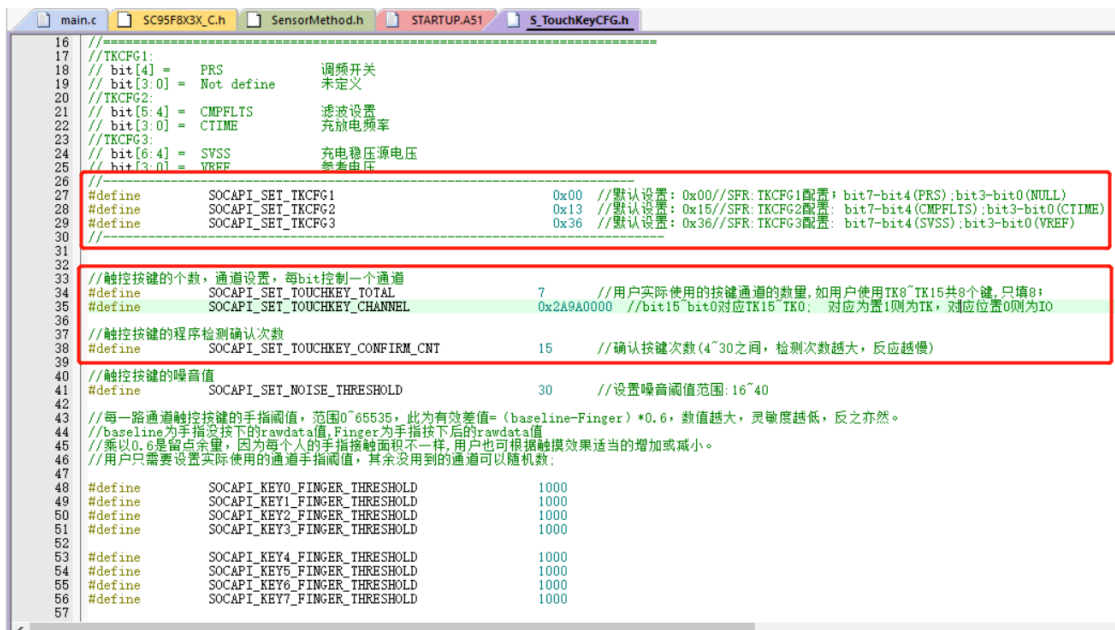 main.c SC95F8X3X_C.h SensorMethod.h STARTUP.A51 S_TouchKeyCFG.h
16 //===========================================================================
17 //TKCFG1:
18 // bit[4] = PRS 调频开关
19 // bit[3:0] = Not define 未定义
20 //TKCFG2:
21 // bit[5:4] = CMPFLTS 滤波设置
22 // bit[3:0] = CTIME 充放电频率
23 //TKCFG3:
24 // bit[6:4] = SVSS 充电稳压源电压
25 // bit[3:0] = VREF 参考电压
26 //---------------------------------------------------------------------------
27 #define SOCAPI_SET_TKCFG1 0x00 //默认设置: 0x00//SFR:TKCFG1配置; bit7-bit4(PRS);bit3-bit0(NULL)
28 #define SOCAPI_SET_TKCFG2 0x13 //默认设置: 0x15//SFR:TKCFG2配置: bit7-bit4(CMPFLTS);bit3-bit0(CTIME)
29 #define SOCAPI_SET_TKCFG3 0x36 //默认设置: 0x36//SFR:TKCFG3配置: bit7-bit4(SVSS);bit3-bit0(VREF)
30 //---------------------------------------------------------------------------
31
32
33 //触控按键的个数，通道设置，每bit控制一个通道
34 #define SOCAPI_SET_TOUCHKEY_TOTAL 7 //用户实际使用的按键通道的数量,如用户使用TK8~TK15共8个键,只填8;
35 #define SOCAPI_SET_TOUCHKEY_CHANNEL 0x2A9A0000 //bit15~bit0对应TK15~TK0; 对应为置1则为TK，对应位置0则为IO
36
37 //触控按键的程序检测确认次数
38 #define SOCAPI_SET_TOUCHKEY_CONFIRM_CNT 15 //确认按键次数(4~30之间，检测次数越大，反应越慢)
39
40 //触控按键的噪音值
41 #define SOCAPI_SET_NOISE_THRESHOLD 30 //设置噪音阈值范围:16~40
42
43 //每一路通道触控按键的手指阈值，范围0~65535，此为有效差值=（baseline-Finger）*0.6，数值越大，灵敏度越低，反之亦然。
44 //baseline为手指没按下的rawdata值,Finger为手指按下后的rawdata值
45 //乘以0.6是留点余量，因为每个人的手指接触面积不一样,用户也可根据触摸效果适当的增加或减小。
46 //用户只需要设置实际使用的通道手指阈值，其余没用到的通道可以随机数;
47
48 #define SOCAPI_KEY0_FINGER_THRESHOLD 1000
49 #define SOCAPI_KEY1_FINGER_THRESHOLD 1000
50 #define SOCAPI_KEY2_FINGER_THRESHOLD 1000
51 #define SOCAPI_KEY3_FINGER_THRESHOLD 1000
52
53 #define SOCAPI_KEY4_FINGER_THRESHOLD 1000
54 #define SOCAPI_KEY5_FINGER_THRESHOLD 1000
55 #define SOCAPI_KEY6_FINGER_THRESHOLD 1000
56 #define SOCAPI_KEY7_FINGER_THRESHOLD 1000
57